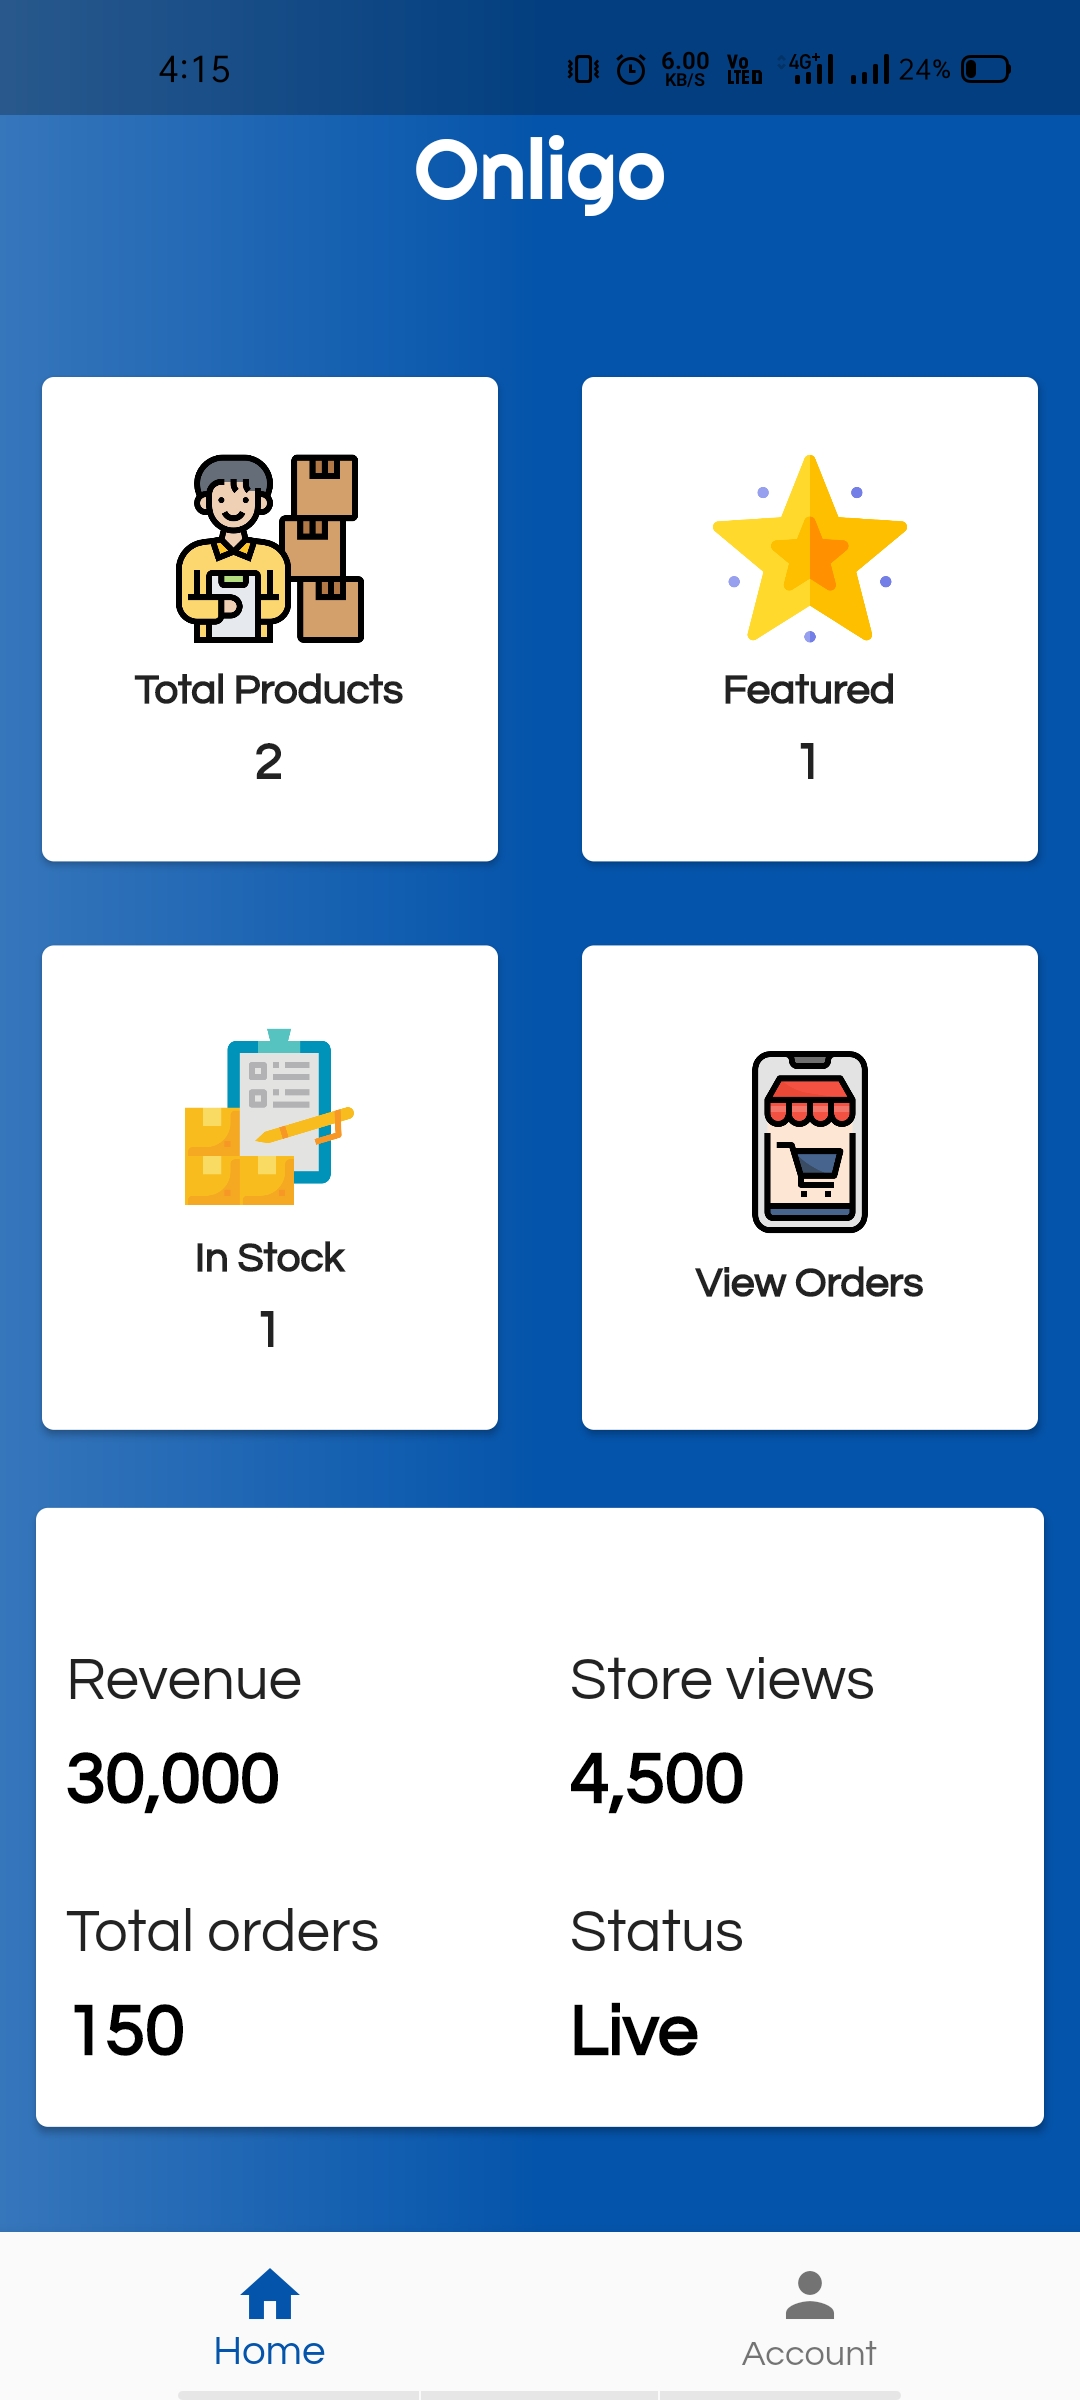 4:15 6.00 KB/S Vo LTE D 4G+ 24%
Onligo
Total Products
2
Featured
1
In Stock
1
View Orders
Revenue
30,000
Store views
4,500
Total orders
150
Status
Live
Home
Account